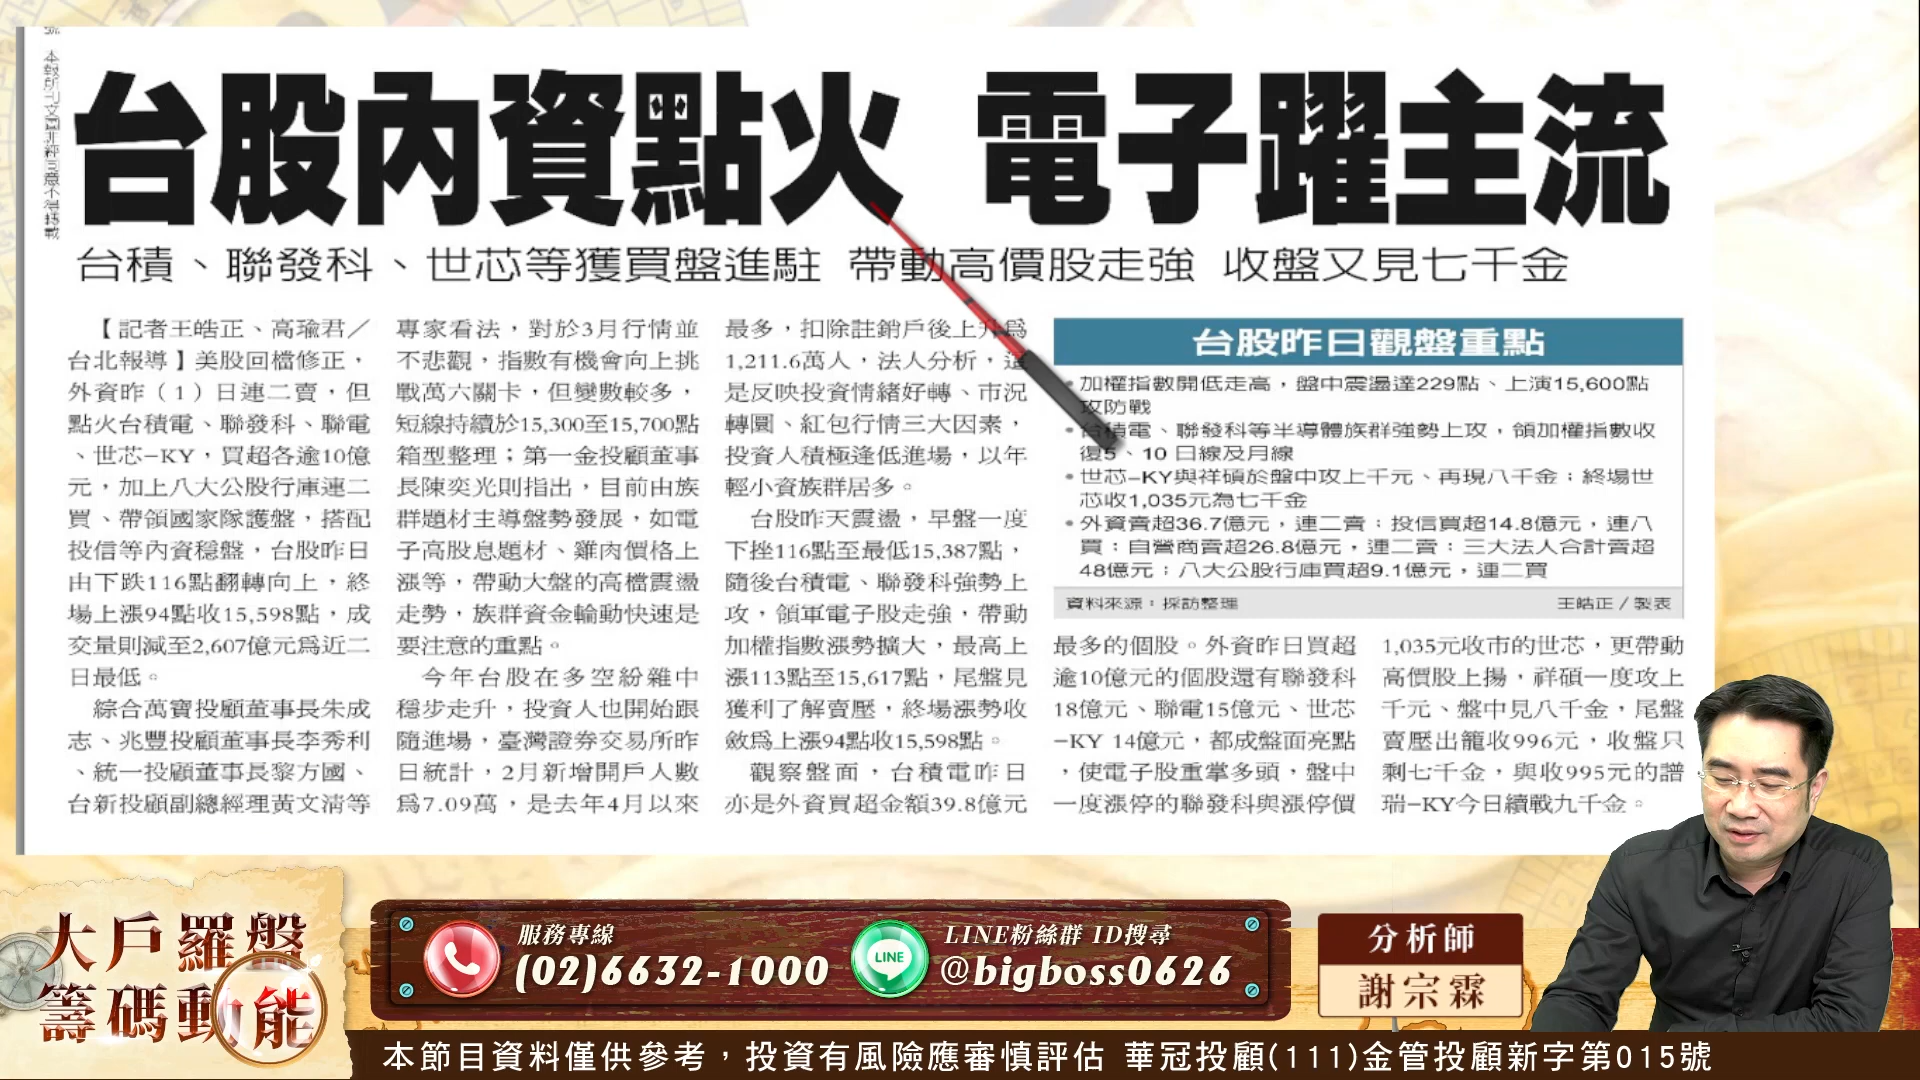 本報所刊文圖非經同意不得轉載
台股內資點火 電子躍主流
台積、聯發科、世芯等獲買盤進駐 帶動高價股走強 收盤又見七千金
【記者王皓正、高瑜君／
台北報導】美股回檔修正，
外資昨（1）日連二賣，但
點火台積電、聯發科、聯電
、世芯–KY，買超各逾10億
元，加上八大公股行庫連二
買、帶領國家隊護盤，搭配
投信等內資穩盤，台股昨日
由下跌116點翻轉向上，終
場上漲94點收15,598點，成
交量則減至2,607億元為近二
日最低。
綜合萬寶投顧董事長朱成
志、兆豐投顧董事長李秀利
、統一投顧董事長黎方國、
台新投顧副總經理黃文清等
專家看法，對於3月行情並
不悲觀，指數有機會向上挑
戰萬六關卡，但變數較多，
短線持續於15,300至15,700點
箱型整理；第一金投顧董事
長陳奕光則指出，目前由族
群題材主導盤勢發展，如電
子高股息題材、雞肉價格上
漲等，帶動大盤的高檔震盪
走勢，族群資金輪動快速是
要注意的重點。
今年台股在多空紛雜中
穩步走升，投資人也開始跟
隨進場，臺灣證券交易所昨
日統計，2月新增開戶人數
為7.09萬，是去年4月以來
最多，扣除註銷戶後上升為
1,211.6萬人，法人分析，這
是反映投資情緒好轉、市況
轉圜、紅包行情三大因素，
投資人積極逢低進場，以年
輕小資族群居多。
台股昨天震盪，早盤一度
下挫116點至最低15,387點，
隨後台積電、聯發科強勢上
攻，領軍電子股走強，帶動
加權指數漲勢擴大，最高上
漲113點至15,617點，尾盤見
獲利了解賣壓，終場漲勢收
斂為上漲94點收15,598點。
觀察盤面，台積電昨日
亦是外資買超金額39.8億元
台股昨日觀盤重點
• 加權指數開低走高，盤中震盪達229點、上演15,600點
攻防戰
• 台積電、聯發科等半導體族群強勢上攻，領加權指數收
復5、10 日線及月線
• 世芯–KY與祥碩於盤中攻上千元、再現八千金；終場世
芯收1,035元為七千金
• 外資賣超36.7億元，連二賣；投信買超14.8億元，連八
買；自營商賣超26.8億元，連二賣；三大法人合計賣超
48億元；八大公股行庫買超9.1億元，連二買
資料來源：採訪整理 王皓正／製表
最多的個股。外資昨日買超
逾10億元的個股還有聯發科
18億元、聯電15億元、世芯
–KY 14億元，都成盤面亮點
，使電子股重掌多頭，盤中
一度漲停的聯發科與漲停價
1,035元收市的世芯，更帶動
高價股上揚，祥碩一度攻上
千元、盤中見八千金，尾盤
賣壓出籠收996元，收盤只
剩七千金，與收995元的譜
瑞–KY今日續戰九千金。
大戶羅盤
籌碼動能
服務專線
(02)6632-1000
LINE
LINE粉絲群 ID搜尋
@bigboss0626
分析師
謝宗霖
本節目資料僅供參考，投資有風險應審慎評估 華冠投顧(111)金管投顧新字第015號